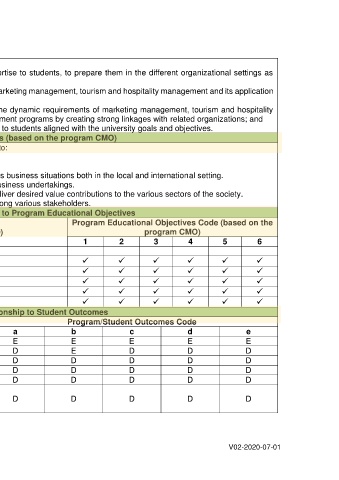 rtise to students, to prepare them in the different organizational settings as
arketing management, tourism and hospitality management and its application
he dynamic requirements of marketing management, tourism and hospitality
ment programs by creating strong linkages with related organizations; and
to students aligned with the university goals and objectives.
s (based on the program CMO)
o:
s business situations both in the local and international setting.
usiness undertakings.
liver desired value contributions to the various sectors of the society.
ong various stakeholders.
to Program Educational Objectives
Program Educational Objectives Code (based on the
) program CMO)
1 2 3 4 5 6
✓ ✓ ✓ ✓ ✓ ✓
✓ ✓ ✓ ✓ ✓ ✓
✓ ✓ ✓ ✓ ✓ ✓
✓ ✓ ✓ ✓ ✓ ✓
✓ ✓ ✓ ✓ ✓ ✓
onship to Student Outcomes
Program/Student Outcomes Code
a b c d e
E E E E E
D E D D D
D D D D D
D D D D D
D D D D D
D D D D D
V02-2020-07-01